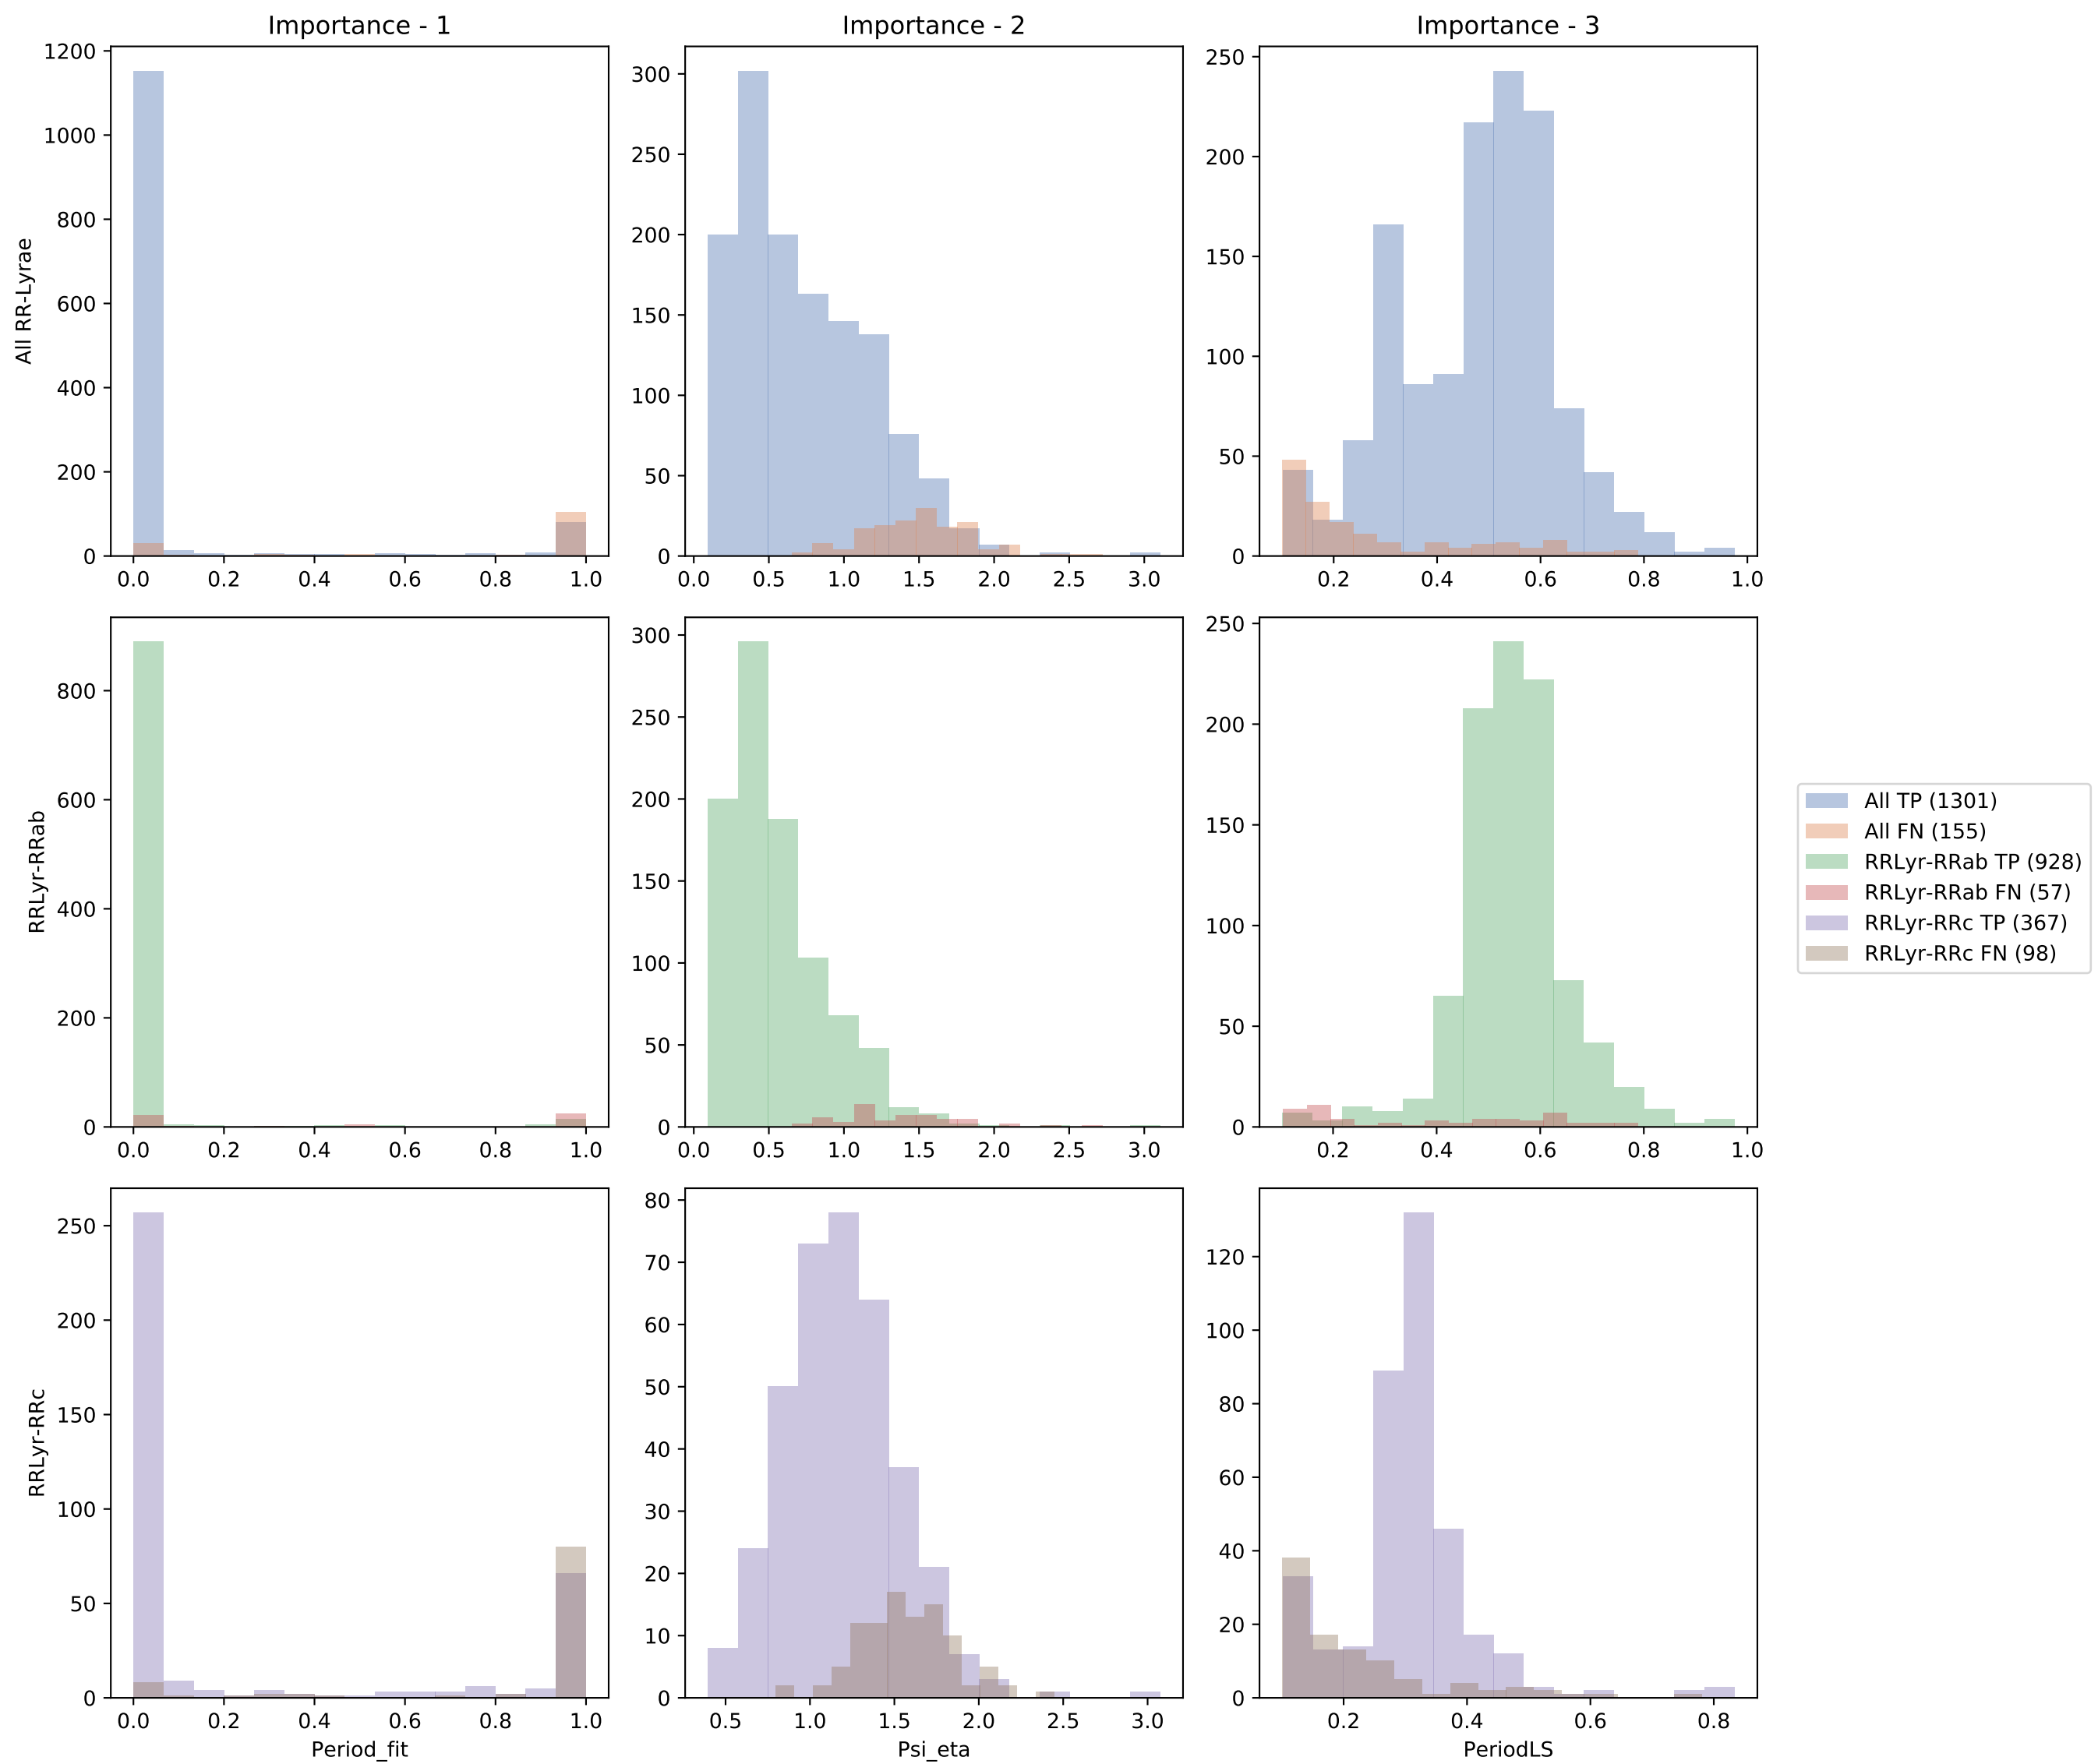 Importance - 1
Importance - 2
Importance - 3
All RR-Lyrae
1200
1000
800
600
400
200
0
0.0 0.2 0.4 0.6 0.8 1.0
300
250
200
150
100
50
0
0.0 0.5 1.0 1.5 2.0 2.5 3.0
250
200
150
100
50
0
0.2 0.4 0.6 0.8 1.0
RRLyr-RRab
800
600
400
200
0
0.0 0.2 0.4 0.6 0.8 1.0
300
250
200
150
100
50
0
0.0 0.5 1.0 1.5 2.0 2.5 3.0
250
200
150
100
50
0
0.2 0.4 0.6 0.8 1.0
All TP (1301)
All FN (155)
RRLyr-RRab TP (928)
RRLyr-RRab FN (57)
RRLyr-RRc TP (367)
RRLyr-RRc FN (98)
RRLyr-RRc
250
200
150
100
50
0
0.0 0.2 0.4 0.6 0.8 1.0
Period_fit
80
70
60
50
40
30
20
10
0
0.5 1.0 1.5 2.0 2.5 3.0
Psi_eta
120
100
80
60
40
20
0
0.2 0.4 0.6 0.8
PeriodLS